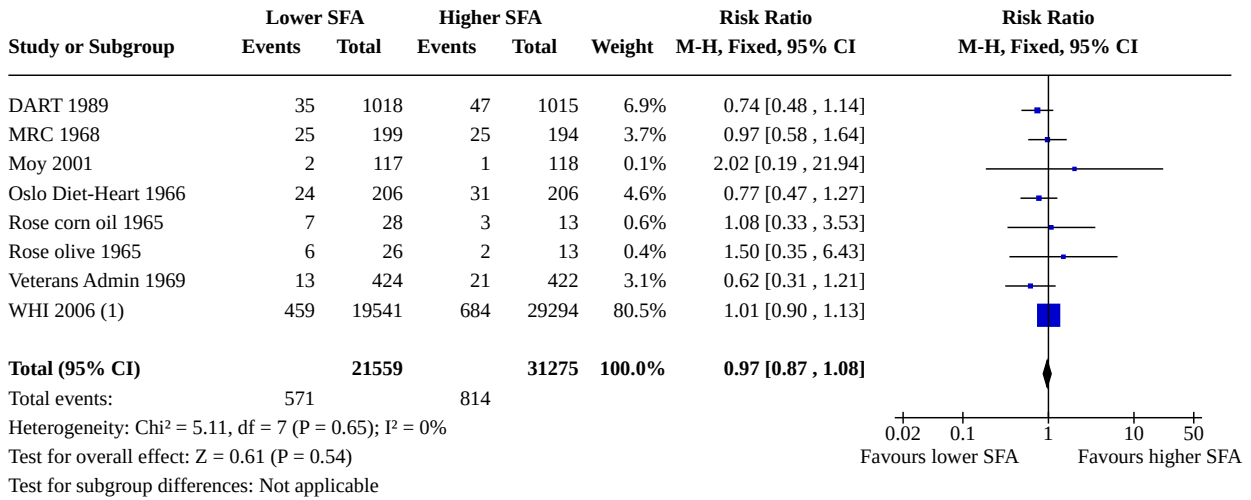 Lower SFA Higher SFA Risk Ratio Risk Ratio
Study or Subgroup Events Total Events Total Weight M-H, Fixed, 95% CI M-H, Fixed, 95% CI
DART 1989 35 1018 47 1015 6.9% 0.74 [0.48 , 1.14]
MRC 1968 25 199 25 194 3.7% 0.97 [0.58 , 1.64]
Moy 2001 2 117 1 118 0.1% 2.02 [0.19 , 21.94]
Oslo Diet-Heart 1966 24 206 31 206 4.6% 0.77 [0.47 , 1.27]
Rose corn oil 1965 7 28 3 13 0.6% 1.08 [0.33 , 3.53]
Rose olive 1965 6 26 2 13 0.4% 1.50 [0.35 , 6.43]
Veterans Admin 1969 13 424 21 422 3.1% 0.62 [0.31 , 1.21]
WHI 2006 (1) 459 19541 684 29294 80.5% 1.01 [0.90 , 1.13]
Total (95% CI) 21559 31275 100.0% 0.97 [0.87 , 1.08]
Total events: 571 814
Heterogeneity: Chi² = 5.11, df = 7 (P = 0.65); I² = 0%
Test for overall effect: Z = 0.61 (P = 0.54)
Test for subgroup differences: Not applicable
0.02 0.1 1 10 50
Favours lower SFA Favours higher SFA